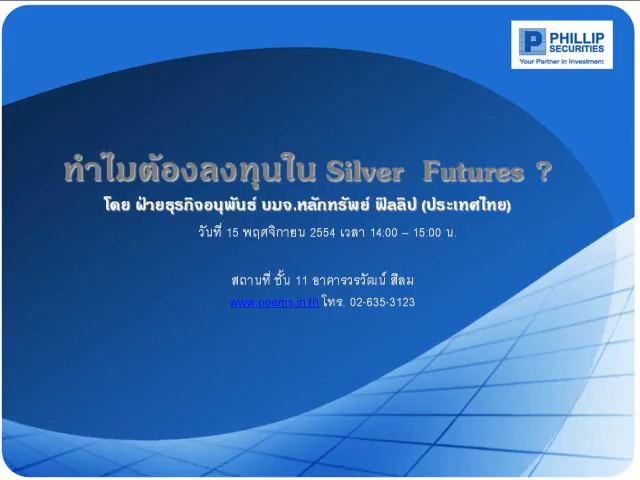 PHILLIP
SECURITIES
Your Partner in Investment
ทำไมต้องลงทุนใน Silver Futures ?
โดย ฝ่ายธุรกิจอนุพันธ์ บมจ.หลักทรัพย์ ฟิลลิป (ประเทศไทย)
วันที่ 15 พฤศจิกายน 2554 เวลา 14:00 – 15:00 น.
สถานที่ ชั้น 11 อาคารวรวัฒน์ สีลม
www.poems.in.th โทร. 02-635-3123